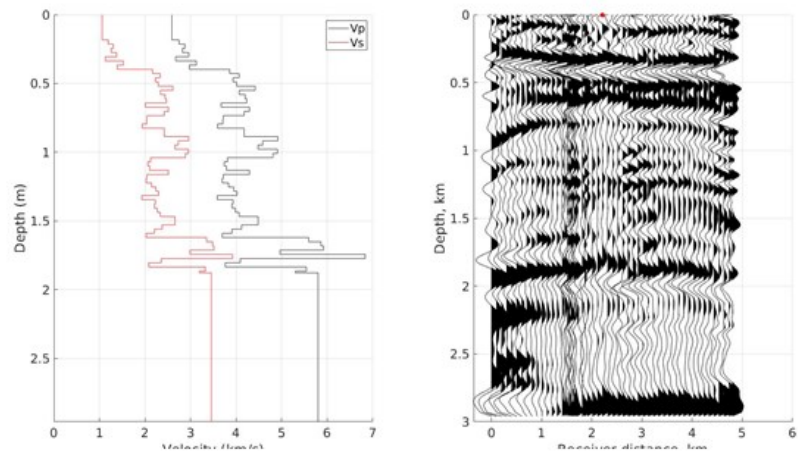 Vp
Vs
0
0.5
1
1.5
2
2.5
Depth (m)
0 1 2 3 4 5 6 7
Velocity (km/s)
0
0.5
1
1.5
2
2.5
3
Depth, km
0 1 2 3 4 5 6
Receiver distance, km